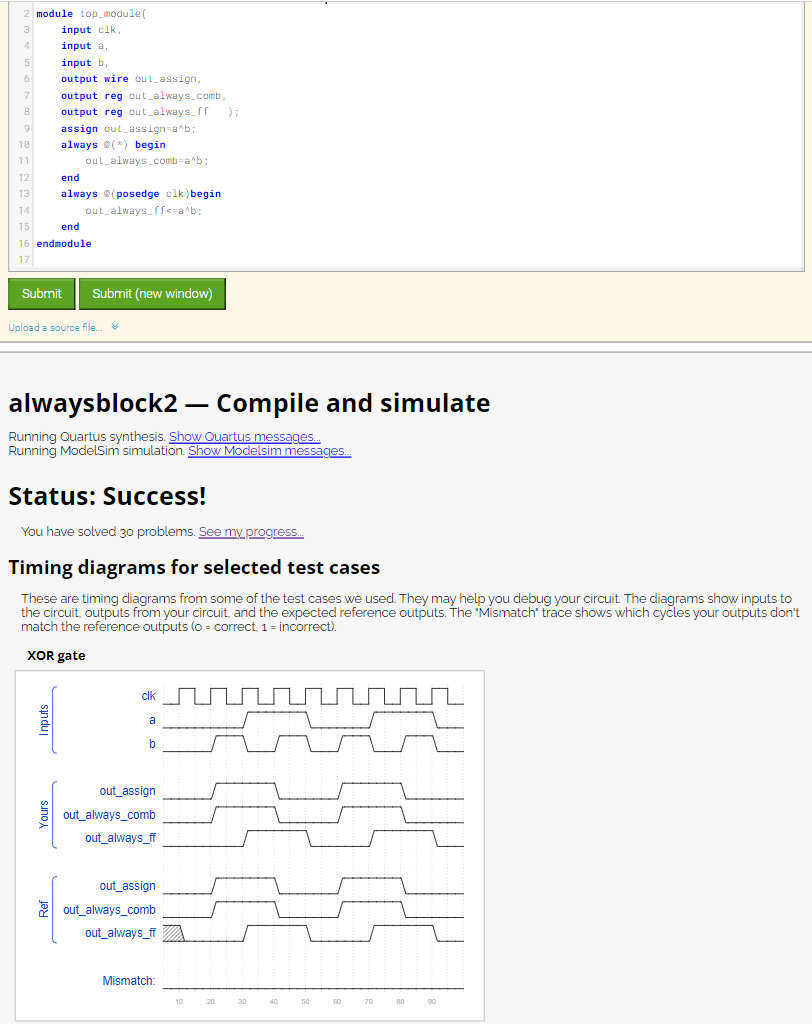 2 module top_module(
3 input clk,
4 input a,
5 input b,
6 output wire out_assign,
7 output reg out_always_comb,
8 output reg out_always_ff );
9 assign out_assign=a^b;
10 always @(*) begin
11 out_always_comb=a^b;
12 end
13 always @(posedge clk)begin
14 out_always_ff<=a^b;
15 end
16 endmodule
17
Submit Submit (new window)
Upload a source file...
alwaysblock2 — Compile and simulate
Running Quartus synthesis. Show Quartus messages...
Running ModelSim simulation. Show Modelsim messages...
Status: Success!
You have solved 30 problems. See my progress...
Timing diagrams for selected test cases
These are timing diagrams from some of the test cases we used. They may help you debug your circuit. The diagrams show inputs to
the circuit, outputs from your circuit, and the expected reference outputs. The "Mismatch" trace shows which cycles your outputs don't
match the reference outputs (0 = correct, 1 = incorrect).
XOR gate
Inputs
clk
a
b
Yours
out_assign
out_always_comb
out_always_ff
Ref
out_assign
out_always_comb
out_always_ff
Mismatch:
10 20 30 40 50 60 70 80 90